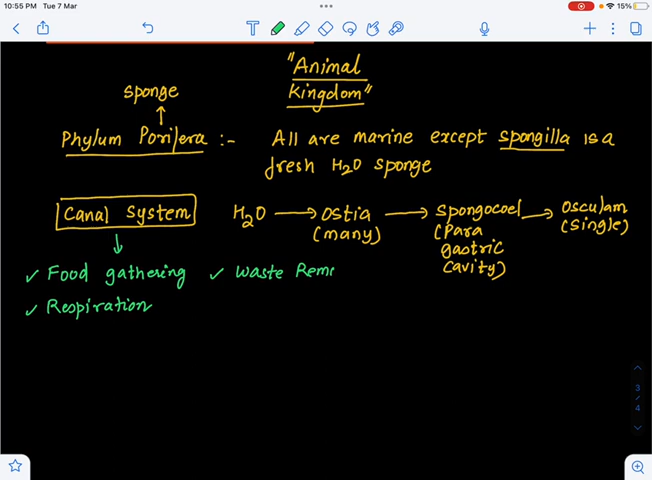 10:55 PM Tue 7 Mar
15%
"Animal
Kingdom"
sponge
Phylum Porifera :- All are marine except spongilla is a
fresh H₂O sponge
Canal System
H₂O → Ostia → Spongocoel → Osculam
(many) (Para (Single)
gastric
cavity)
✓ Food gathering ✓ Waste Rem
✓ Respiration
3
/
4